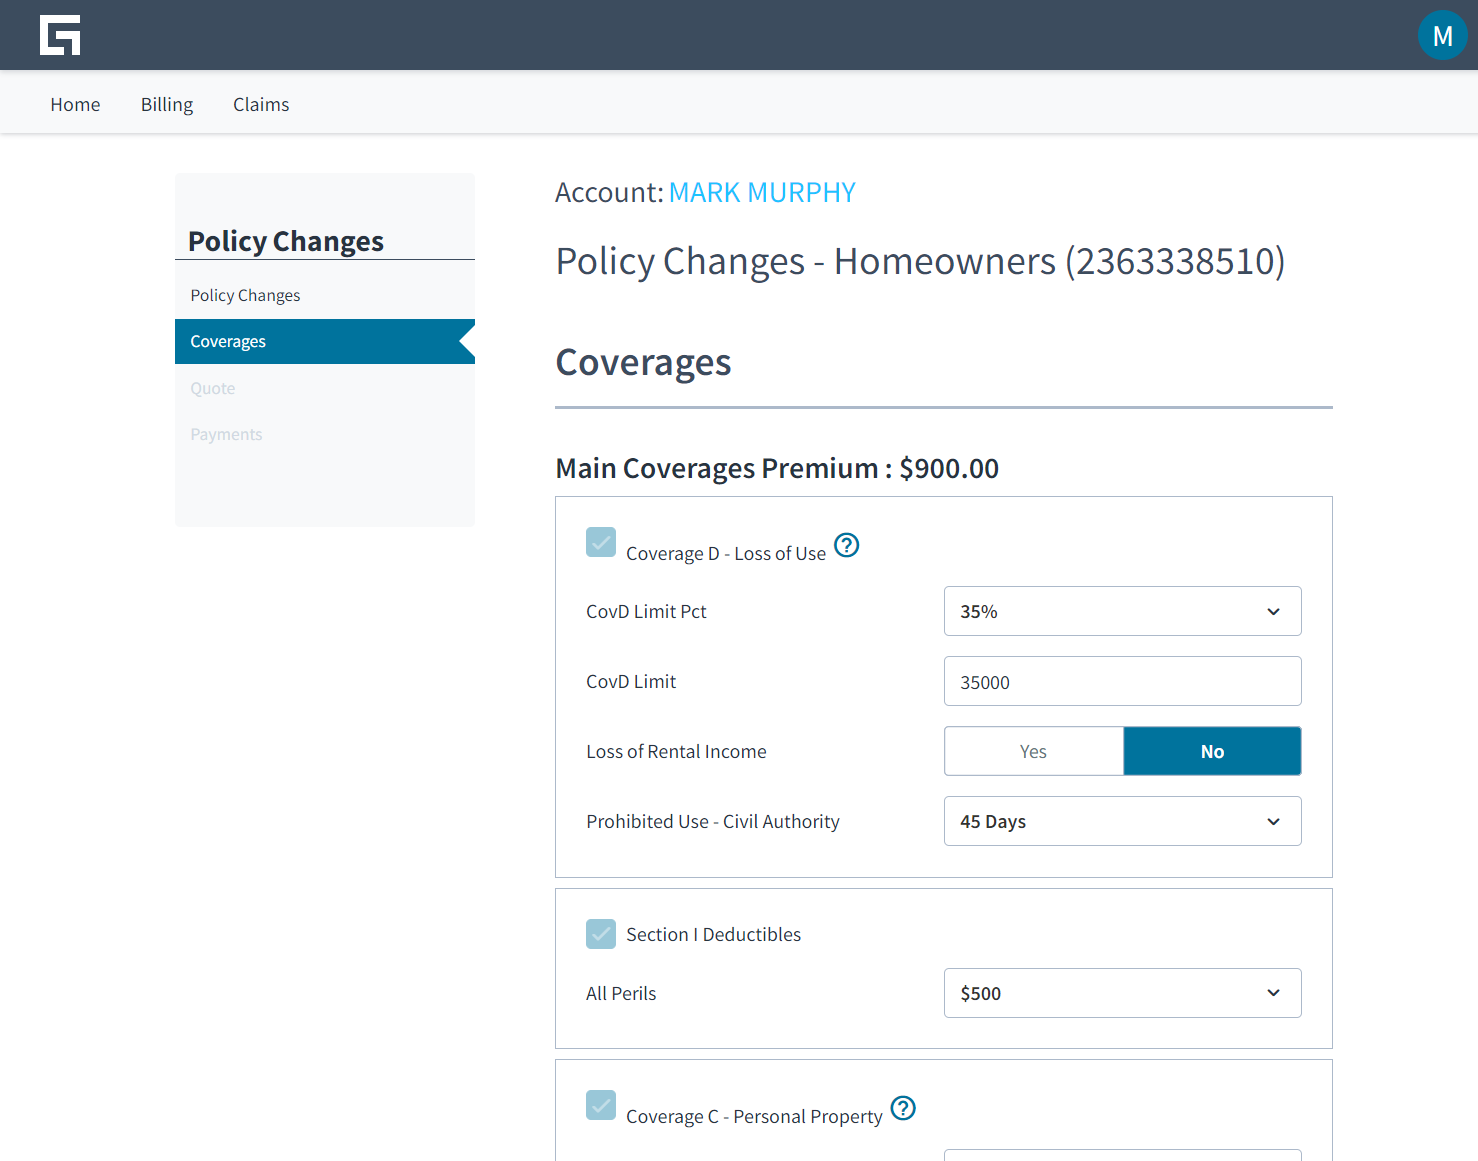 M
Home Billing Claims
Policy Changes
Policy Changes
Coverages
Quote
Payments
Account: MARK MURPHY
Policy Changes - Homeowners (2363338510)
Coverages
Main Coverages Premium : $900.00
Coverage D - Loss of Use ?
CovD Limit Pct 35%
CovD Limit 35000
Loss of Rental Income Yes No
Prohibited Use - Civil Authority 45 Days
Section I Deductibles
All Perils $500
Coverage C - Personal Property ?